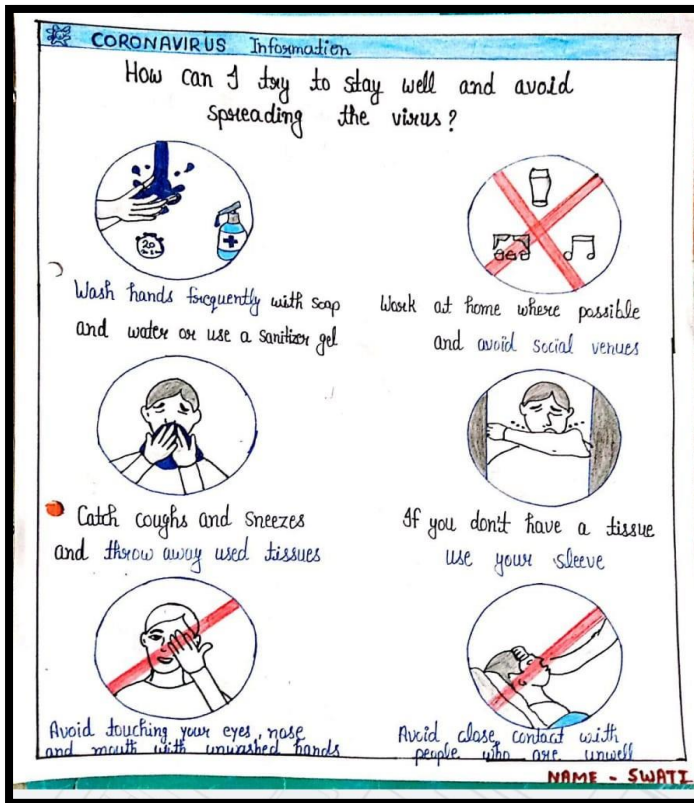 CORONAVIRUS Information
How can I try to stay well and avoid
spreading the virus?
20
Wash hands frequently with soap
and water or use a sanitizer gel
Work at home where possible
and avoid social venues
Catch coughs and sneezes
and throw away used tissues
If you don't have a tissue
use your sleeve
Avoid touching your eyes, nose
and mouth with unwashed hands
Avoid close contact with
people who are unwell
NAME - SWATI